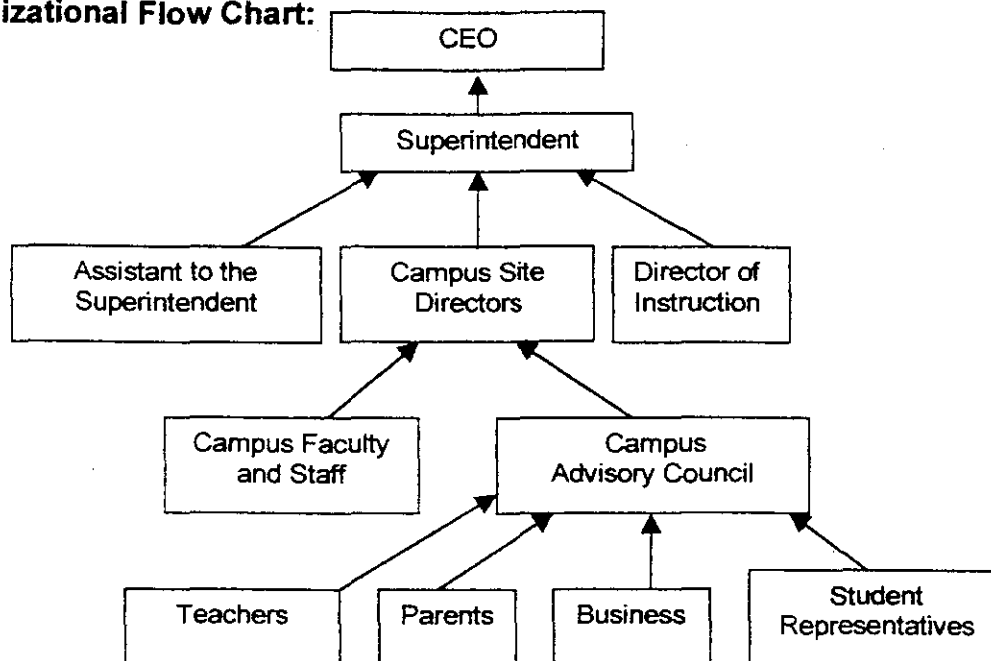 izational Flow Chart:
CEO
Superintendent
Assistant to the
Superintendent
Campus Site
Directors
Director of
Instruction
Campus Faculty
and Staff
Campus
Advisory Council
Teachers
Parents
Business
Student
Representatives